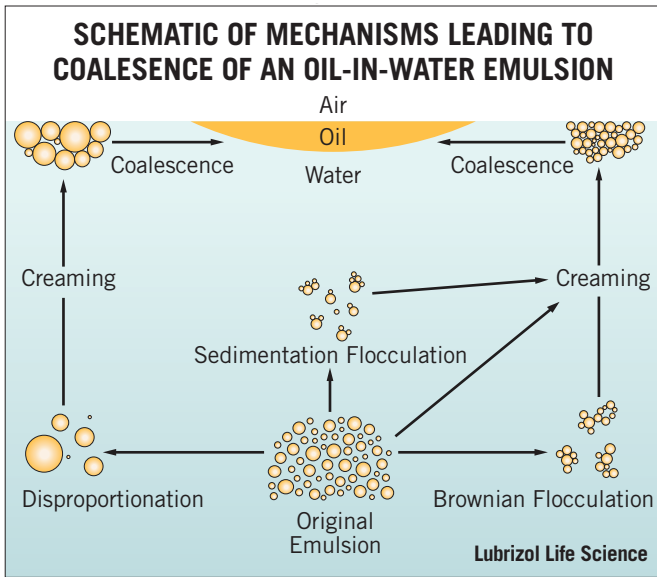 SCHEMATIC OF MECHANISMS LEADING TO
COALESENCE OF AN OIL-IN-WATER EMULSION
Air
Oil
Coalescence
Water
Coalescence
Creaming
Creaming
Sedimentation Flocculation
Disproportionation
Original
Emulsion
Brownian Flocculation
Lubrizol Life Science